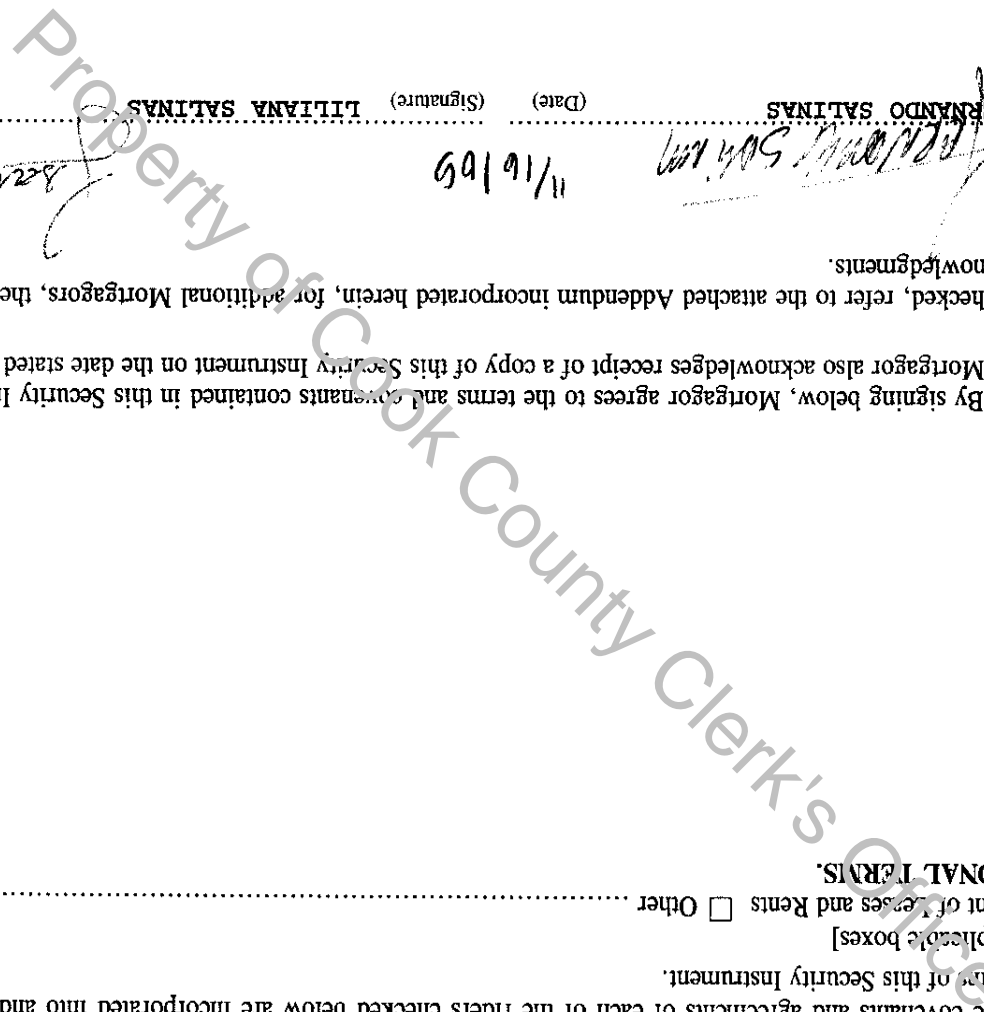 e covenants and agreements of each of the riders checked below are incorporated into and
of this Security Instrument.
plicable boxes]
nt of Leases and Rents ☐ Other
ONAL TERMS.
By signing below, Mortgagor agrees to the terms and covenants contained in this Security I
Mortgagor also acknowledges receipt of a copy of this Security Instrument on the date stated
hecked, refer to the attached Addendum incorporated herein, for additional Mortgagors, the
nowledgments.
11/16/05
RNANDO SALINAS (Date) (Signature) LILIANA SALINAS
Property of Cook County Clerk's Office